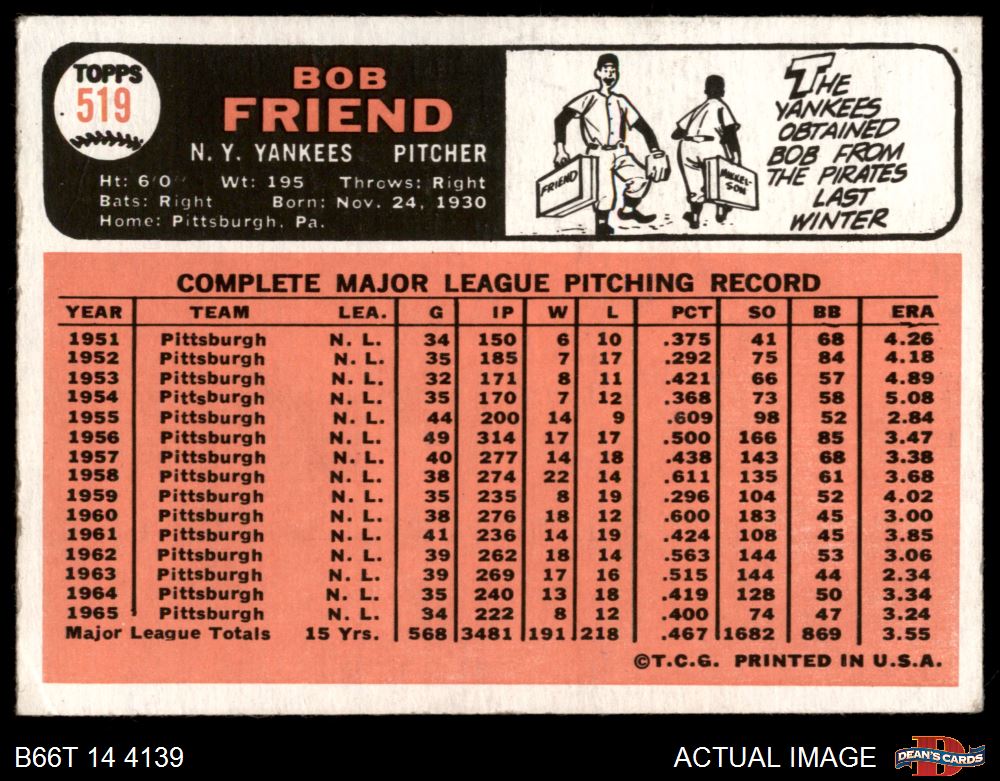 TOPPS
519
BOB
FRIEND
N. Y. YANKEES PITCHER
Ht: 6'0" Wt: 195 Throws: Right
Bats: Right Born: Nov. 24, 1930
Home: Pittsburgh, Pa.
FRIEND
MIKKEL-
SON
THE
YANKEES
OBTAINED
BOB FROM
THE PIRATES
LAST
WINTER
COMPLETE MAJOR LEAGUE PITCHING RECORD
YEAR TEAM LEA. G IP W L PCT SO BB ERA
1951 Pittsburgh N. L. 34 150 6 10 .375 41 68 4.26
1952 Pittsburgh N. L. 35 185 7 17 .292 75 84 4.18
1953 Pittsburgh N. L. 32 171 8 11 .421 66 57 4.89
1954 Pittsburgh N. L. 35 170 7 12 .368 73 58 5.08
1955 Pittsburgh N. L. 44 200 14 9 .609 98 52 2.84
1956 Pittsburgh N. L. 49 314 17 17 .500 166 85 3.47
1957 Pittsburgh N. L. 40 277 14 18 .438 143 68 3.38
1958 Pittsburgh N. L. 38 274 22 14 .611 135 61 3.68
1959 Pittsburgh N. L. 35 235 8 19 .296 104 52 4.02
1960 Pittsburgh N. L. 38 276 18 12 .600 183 45 3.00
1961 Pittsburgh N. L. 41 236 14 19 .424 108 45 3.85
1962 Pittsburgh N. L. 39 262 18 14 .563 144 53 3.06
1963 Pittsburgh N. L. 39 269 17 16 .515 144 44 2.34
1964 Pittsburgh N. L. 35 240 13 18 .419 128 50 3.34
1965 Pittsburgh N. L. 34 222 8 12 .400 74 47 3.24
Major League Totals 15 Yrs. 568 3481 191 218 .467 1682 869 3.55
©T.C.G. PRINTED IN U.S.A.
B66T 14 4139
ACTUAL IMAGE
DEAN'S CARDS